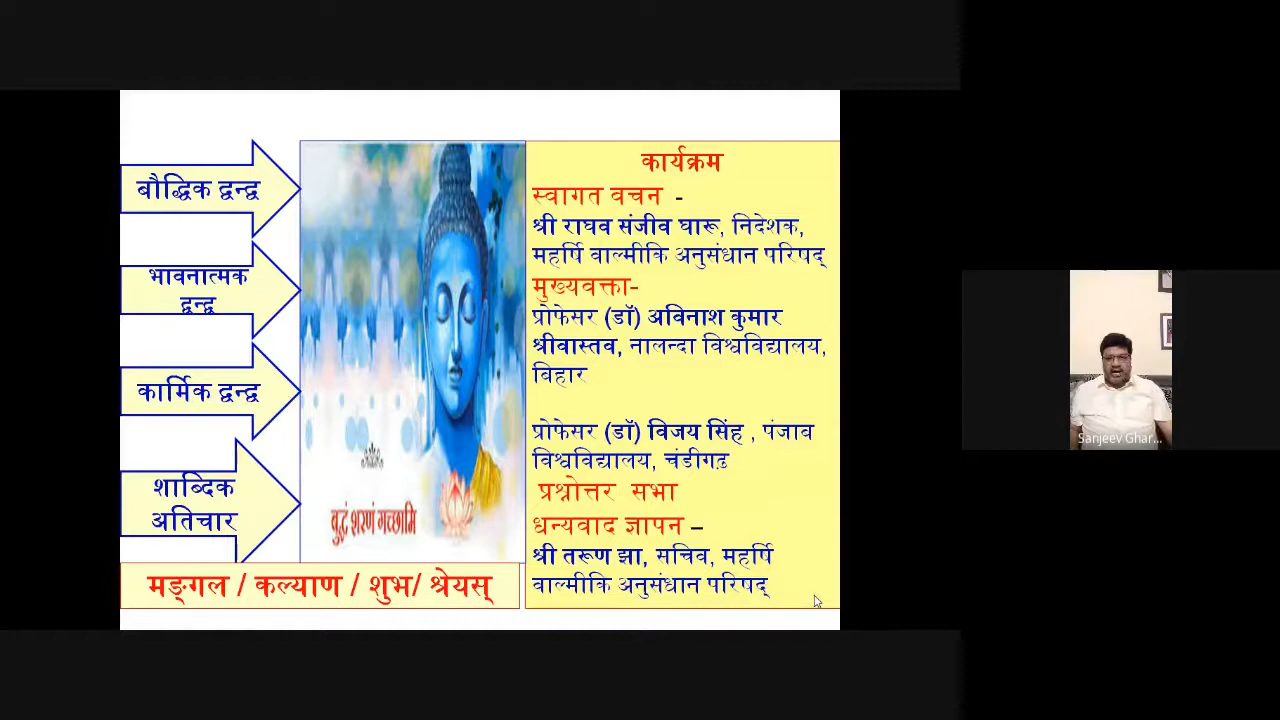 बौद्धिक द्वन्द्व
भावनात्मक
द्वन्द्व
कार्मिक द्वन्द्व
शाब्दिक
अतिचार
बुद्धं शरणं गच्छामि
मङ्गल / कल्याण / शुभ/ श्रेयस्
कार्यक्रम
स्वागत वचन -
श्री राघव संजीव घारू, निदेशक,
महर्षि वाल्मीकि अनुसंधान परिषद्
मुख्यवक्ता-
प्रोफेसर (डॉ) अविनाश कुमार
श्रीवास्तव, नालन्दा विश्वविद्यालय,
बिहार
प्रोफेसर (डॉ) विजय सिंह , पंजाब
विश्वविद्यालय, चंडीगढ़
प्रश्नोत्तर सभा
धन्यवाद ज्ञापन –
श्री तरूण झा, सचिव, महर्षि
वाल्मीकि अनुसंधान परिषद्
Sanjeev Ghar...